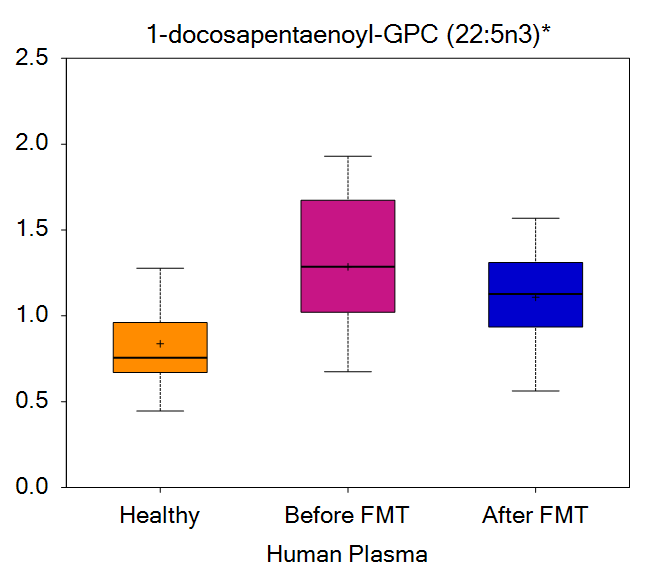 1-docosapentaenoyl-GPC (22:5n3)*
2.5
2.0
1.5
1.0
0.5
0.0
Healthy Before FMT After FMT
Human Plasma